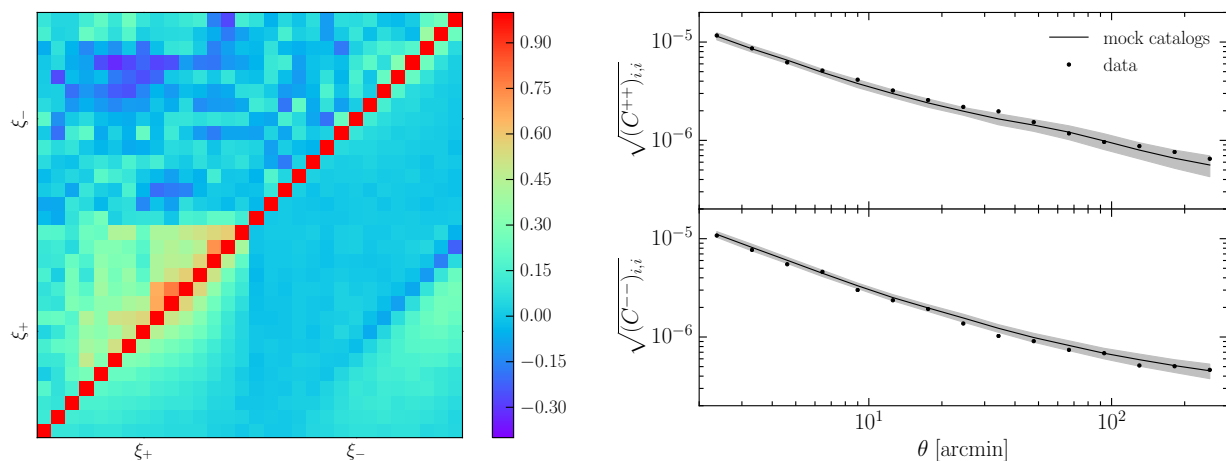 0.90
0.75
0.60
0.45
0.30
0.15
0.00
−0.15
−0.30
ξ−
ξ+
ξ+
ξ−
√(C⁺⁺)ᵢ,ᵢ
10⁻⁵
10⁻⁶
mock catalogs
data
√(C⁻⁻)ᵢ,ᵢ
10⁻⁵
10⁻⁶
10¹
10²
θ [arcmin]